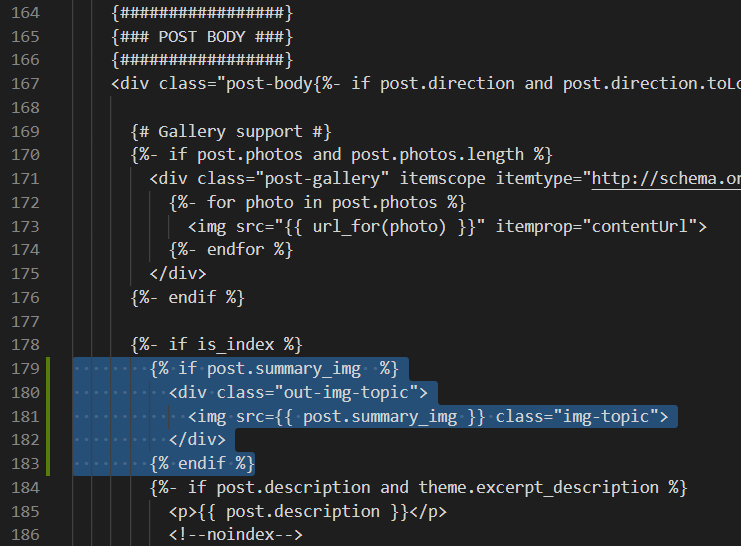 164 {#################}
165 {### POST BODY ###}
166 {#################}
167 <div class="post-body{%- if post.direction and post.direction.toLo
168
169 {# Gallery support #}
170 {%- if post.photos and post.photos.length %}
171 <div class="post-gallery" itemscope itemtype="http://schema.or
172 {%- for photo in post.photos %}
173 <img src="{{ url_for(photo) }}" itemprop="contentUrl">
174 {%- endfor %}
175 </div>
176 {%- endif %}
177
178 {%- if is_index %}
179 {% if post.summary_img  %}
180 <div class="out-img-topic">
181 <img src={{ post.summary_img }} class="img-topic">
182 </div>
183 {% endif %}
184 {%- if post.description and theme.excerpt_description %}
185 <p>{{ post.description }}</p>
186 <!--noindex-->